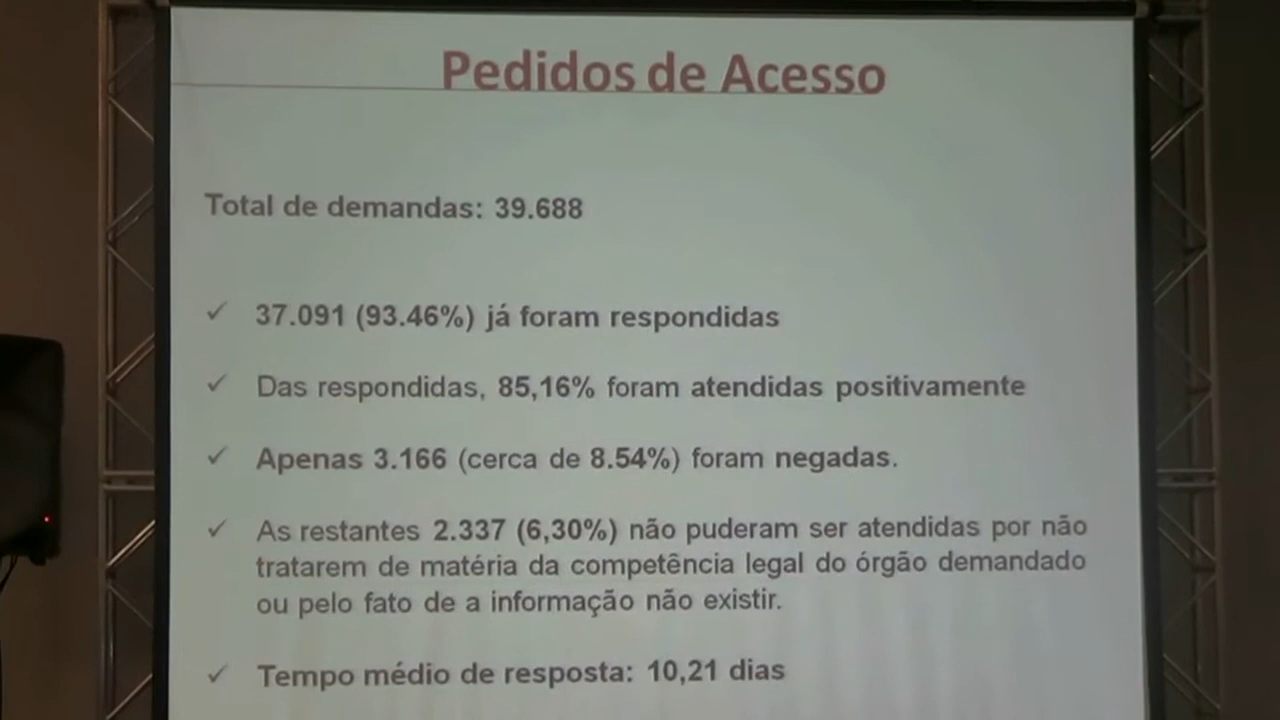 Pedidos de Acesso
Total de demandas: 39.688
✓ 37.091 (93.46%) já foram respondidas
✓ Das respondidas, 85,16% foram atendidas positivamente
✓ Apenas 3.166 (cerca de 8.54%) foram negadas.
✓ As restantes 2.337 (6,30%) não puderam ser atendidas por não
tratarem de matéria da competência legal do órgão demandado
ou pelo fato de a informação não existir.
✓ Tempo médio de resposta: 10,21 dias